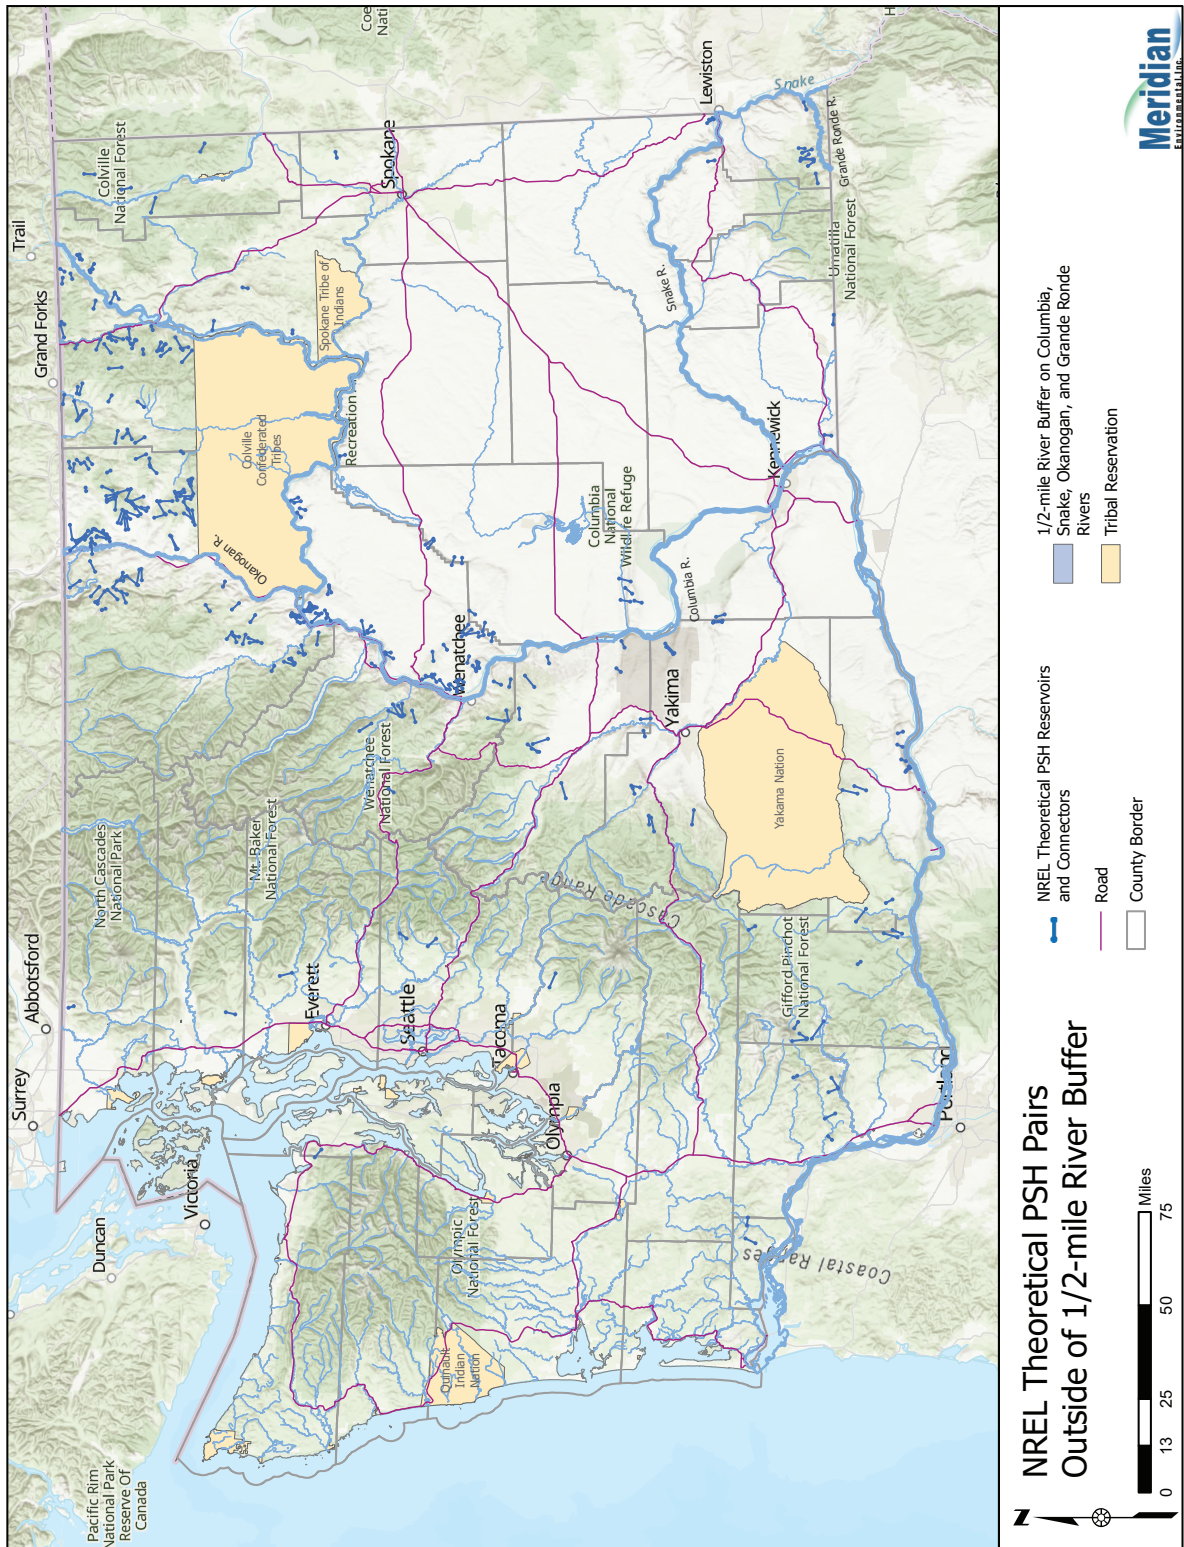 Pacific Rim
National Park
Reserve Of
Canada
Duncan
Victoria
Surrey
Abbotsford
Grand Forks
Trail
North Cascades
National Park
Mt. Baker
National Forest
Everett
Seattle
Tacoma
Olympia
Olympic
National Forest
Quinault
Indian
Nation
Wenatchee
National Forest
Wenatchee
Okanogan R.
Colville
Confederated
Tribes
Colville
National Forest
Spokane Tribe of
Indians
Spokane
Recreation
Columbia
National
Wildlife Refuge
Columbia R.
Cascade Range
Yakima
Yakama Nation
Gifford Pinchot
National Forest
Coastal Ranges
Portland
Kennewick
Snake R.
Lewiston
Snake
Grande Ronde R.
Umatilla
National Forest
Coe
Nati
H
NREL Theoretical PSH Pairs
Outside of 1/2-mile River Buffer
N
0 13 25 50 75
Miles
NREL Theoretical PSH Reservoirs
and Connectors
Road
County Border
1/2-mile River Buffer on Columbia,
Snake, Okanogan, and Grande Ronde
Rivers
Tribal Reservation
Meridian
Environmental, Inc.